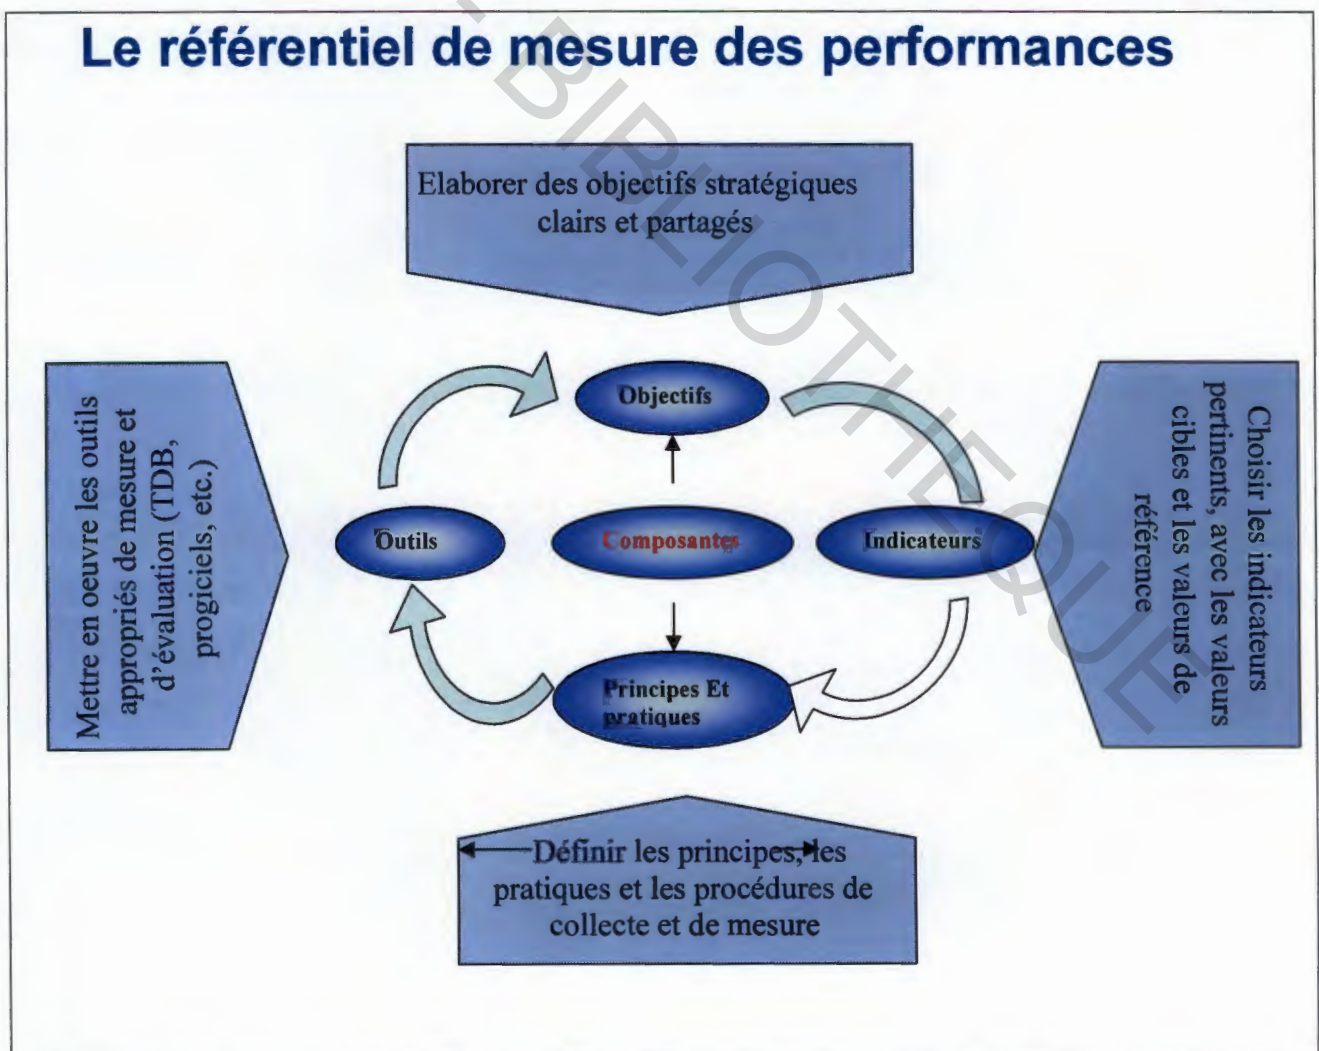 Le référentiel de mesure des performances
- BIBLIOTHEQUE
Elaborer des objectifs stratégiques
clairs et partagés
Mettre en oeuvre les outils
appropriés de mesure et
d'évaluation (TDB,
progiciels, etc.)
Objectifs
Outils
Composantes
Indicateurs
Principes Et
pratiques
Choisir les indicateurs
pertinents, avec les valeurs
cibles et les valeurs de
référence
Définir les principes, les
pratiques et les procédures de
collecte et de mesure